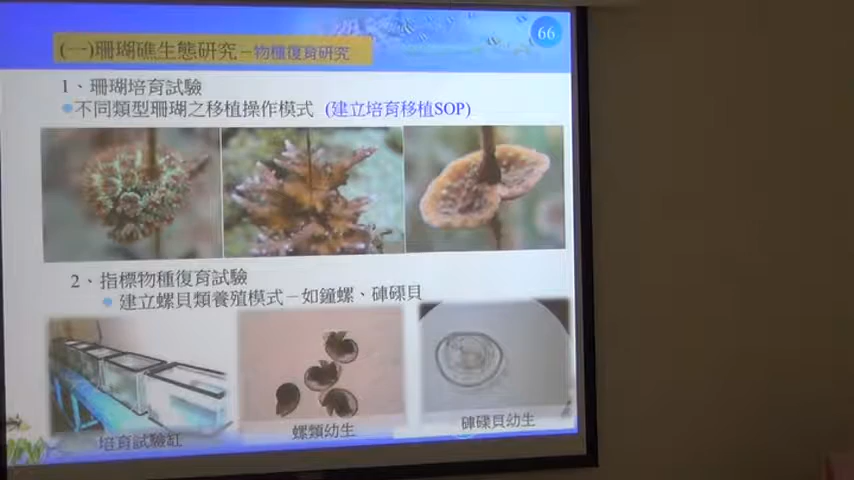 66
(一)珊瑚礁生態研究－物種復育研究
1、珊瑚培育試驗
不同類型珊瑚之移植操作模式 (建立培育移植SOP)
2、指標物種復育試驗
建立螺貝類養殖模式－如鐘螺、硨磲貝
培育試驗缸
螺類幼生
硨磲貝幼生